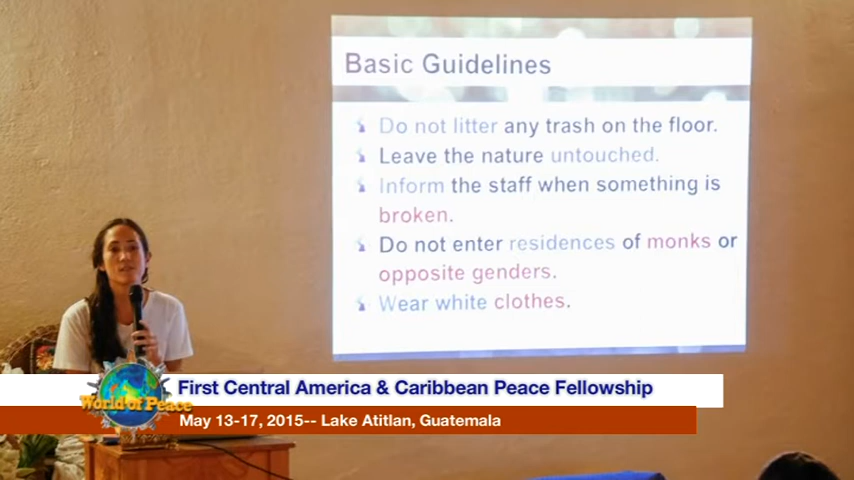 Basic Guidelines
Do not litter any trash on the floor.
Leave the nature untouched.
Inform the staff when something is
broken.
Do not enter residences of monks or
opposite genders.
Wear white clothes.
First Central America & Caribbean Peace Fellowship
World of Peace
May 13-17, 2015-- Lake Atitlan, Guatemala